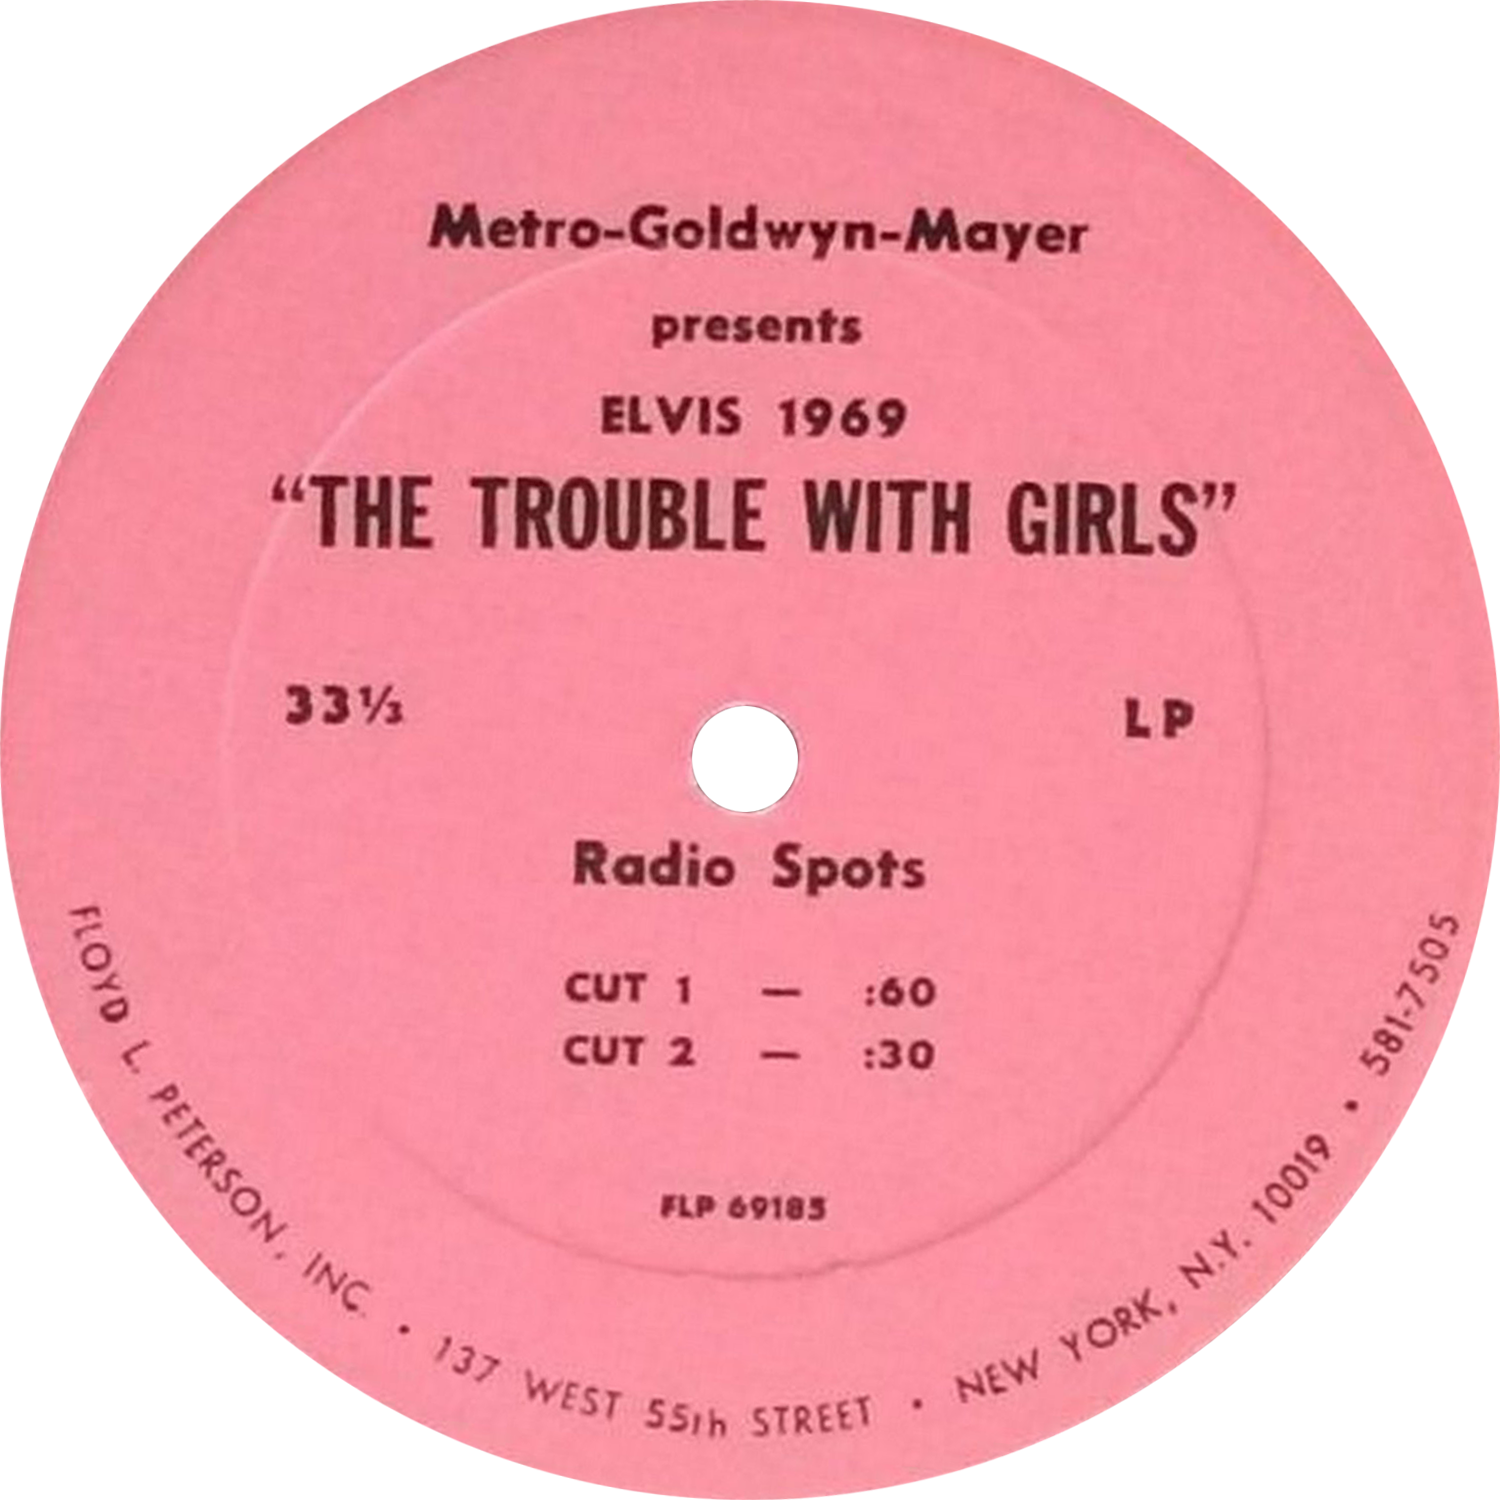 Metro-Goldwyn-Mayer
presents
ELVIS 1969
“THE TROUBLE WITH GIRLS”
33⅓
LP
Radio Spots
CUT 1 — :60
CUT 2 — :30
FLP 69185
FLOYD L. PETERSON, INC. • 137 WEST 55th STREET • NEW YORK, N.Y. 10019 • 581-7505